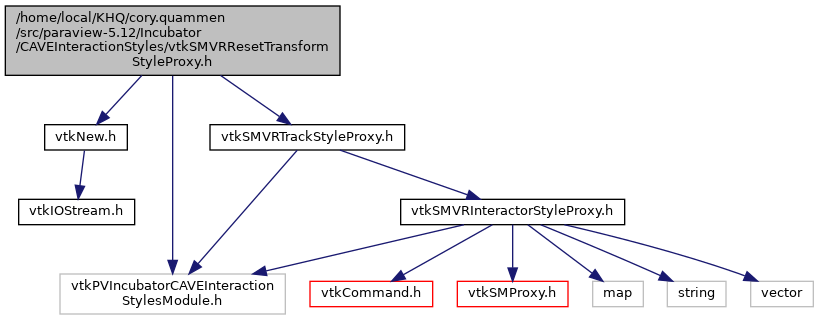 /home/local/KHQ/cory.quammen
/src/paraview-5.12/Incubator
/CAVEInteractionStyles/vtkSMVRResetTransform
StyleProxy.h
vtkNew.h
vtkSMVRTrackStyleProxy.h
vtkIOStream.h
vtkSMVRInteractorStyleProxy.h
vtkPVIncubatorCAVEInteraction
StylesModule.h
vtkCommand.h
vtkSMProxy.h
map
string
vector